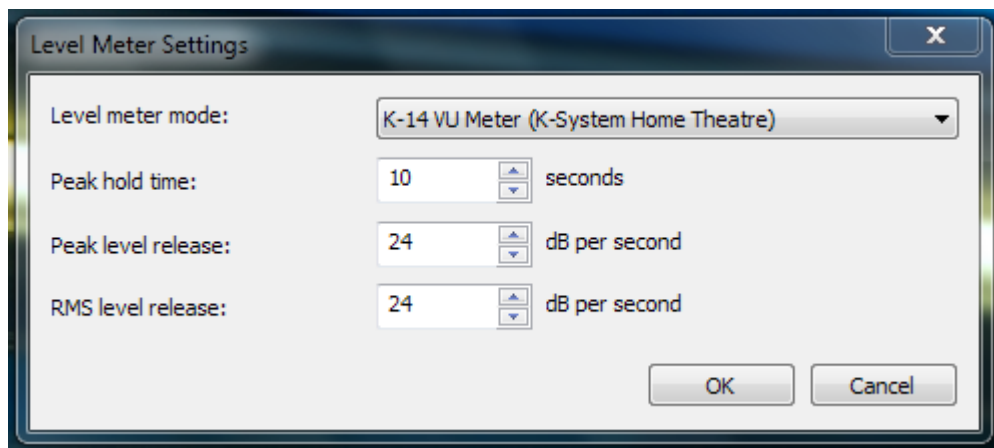 Level Meter Settings
Level meter mode: K-14 VU Meter (K-System Home Theatre)
Peak hold time: 10 seconds
Peak level release: 24 dB per second
RMS level release: 24 dB per second
OK Cancel